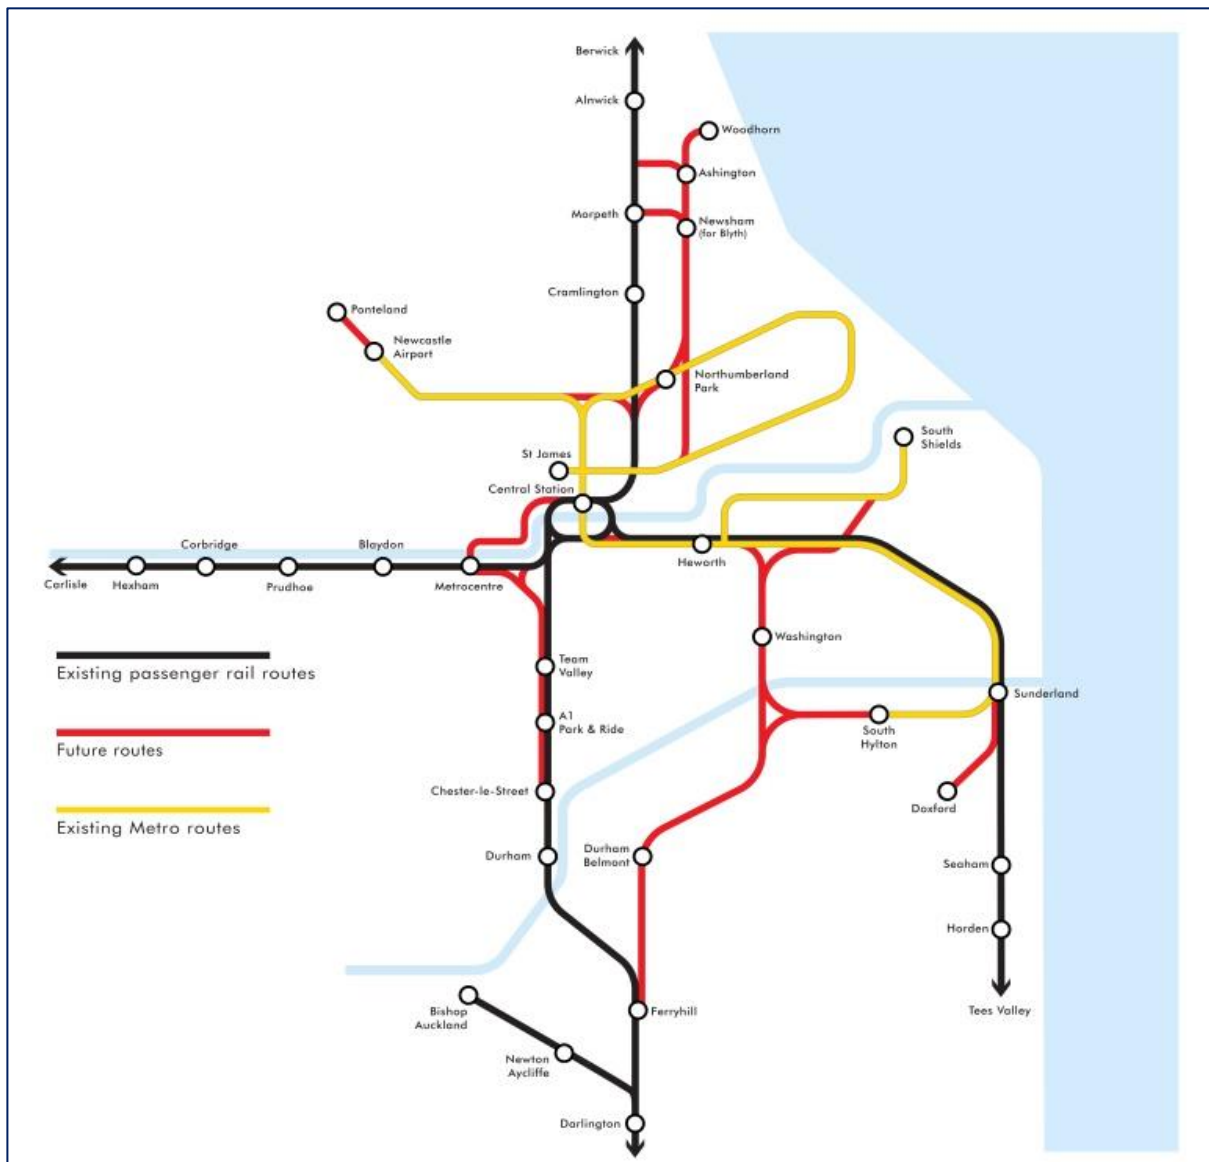 Berwick
Alnwick
Woodhorn
Ashington
Morpeth
Newsham
(for Blyth)
Cramlington
Ponteland
Newcastle
Airport
Northumberland
Park
South
Shields
St James
Central Station
Corbridge
Blaydon
Heworth
Carlisle
Hexham
Prudhoe
Metrocentre
Washington
Existing passenger rail routes
Team
Valley
Sunderland
A1
Park & Ride
South
Hylton
Future routes
Chester-le-Street
Doxford
Existing Metro routes
Durham
Durham
Belmont
Seaham
Horden
Bishop
Auckland
Ferryhill
Tees Valley
Newton
Aycliffe
Darlington